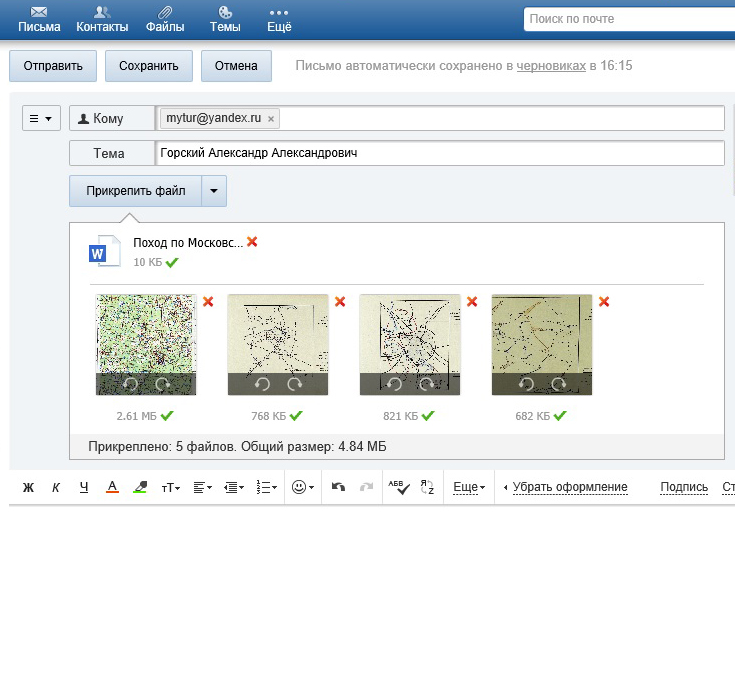 Письма Контакты Файлы Темы Ещё
Поиск по почте
Отправить Сохранить Отмена Письмо автоматически сохранено в черновиках в 16:15
Кому mytur@yandex.ru ×
Тема Горский Александр Александрович
Прикрепить файл
W Поход по Московс...
10 КБ
2.61 МБ 768 КБ 821 КБ 682 КБ
Прикреплено: 5 файлов. Общий размер: 4.84 МБ
Ж К Ч А тТ АБВ Я Z Еще Убрать оформление Подпись Ст